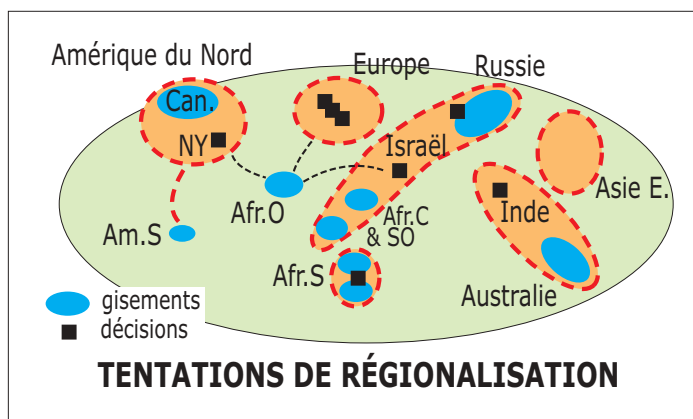 Amérique du Nord
Europe
Russie
Can.
NY
Israël
Asie E.
Afr.O
Afr.C
& SO
Inde
Am.S
Afr.S
Australie
gisements
décisions
TENTATIONS DE RÉGIONALISATION